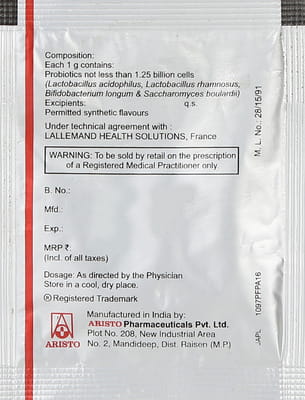 Composition:
Each 1 g contains:
Probiotics not less than 1.25 billion cells
(Lactobacillus acidophilus, Lactobacillus rhamnosus,
Bifidobacterium longum & Saccharomyces boulardii)
Excipients: q.s.
Permitted synthetic flavours
Under technical agreement with :
LALLEMAND HEALTH SOLUTIONS, France
WARNING: To be sold by retail on the prescription
of a Registered Medical Practitioner only.
B. No.:
Mfd.:
Exp.:
MRP ₹:
(Incl. of all taxes)
Dosage: As directed by the Physician
Store in a cool, dry place.
® Registered Trademark
ARISTO
Manufactured in India by:
ARISTO Pharmaceuticals Pvt. Ltd.
Plot No. 208, New Industrial Area
No. 2, Mandideep, Dist. Raisen (M.P.)
M. L. No.: 28/15/91
JAPL 1097PFPA16